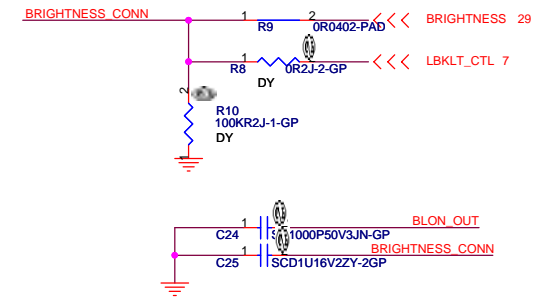 BRIGHTNESS_CONN
1 2
R9 0R0402-PAD
BRIGHTNESS 29
1
R8 0R2J-2-GP
LBKLT_CTL 7
DY
2
R10
100KR2J-1-GP
DY
1
C24 1000P50V3JN-GP
BLON_OUT
1
C25 SCD1U16V2ZY-2GP
BRIGHTNESS_CONN